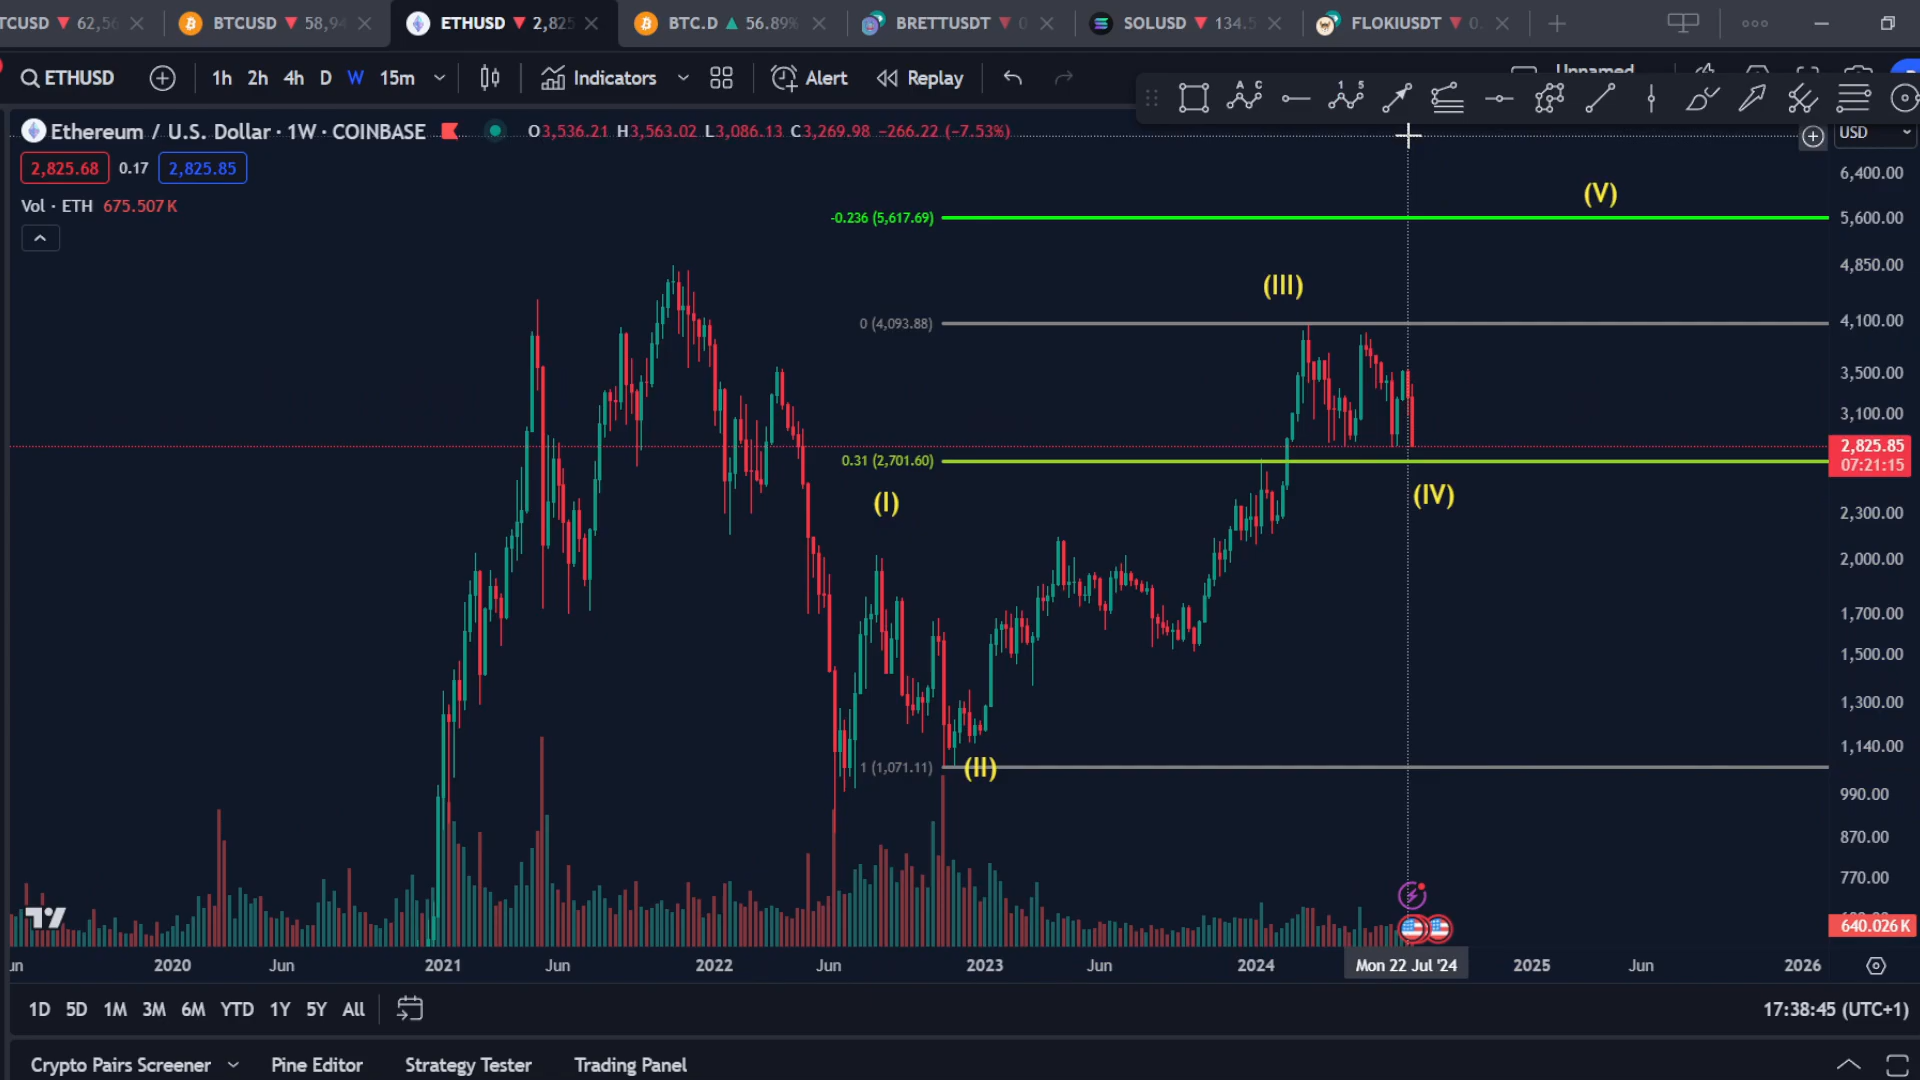 TCUSD 62,56
BTCUSD 58,94
ETHUSD 2,825
BTC.D 56.89%
BRETTUSDT 0
SOLUSD 134.5
FLOKIUSDT 0.
ETHUSD
1h 2h 4h D W 15m
Indicators
Alert
Replay
Unnamed
Ethereum / U.S. Dollar · 1W · COINBASE
O3,536.21 H3,563.02 L3,086.13 C3,269.98 −266.22 (−7.53%)
USD
2,825.68 0.17 2,825.85
Vol · ETH 675.507 K
6,400.00
(V)
-0.236 (5,617.69)
5,600.00
4,850.00
(III)
0 (4,093.88)
4,100.00
3,500.00
3,100.00
2,825.85
07:21:15
0.31 (2,701.60)
(I)
(IV)
2,300.00
2,000.00
1,700.00
1,500.00
1,300.00
1,140.00
1 (1,071.11)
(II)
990.00
870.00
770.00
640.026 K
2020 Jun 2021 Jun 2022 Jun 2023 Jun 2024 Mon 22 Jul '24 2025 Jun 2026
1D 5D 1M 3M 6M YTD 1Y 5Y All
17:38:45 (UTC+1)
Crypto Pairs Screener
Pine Editor
Strategy Tester
Trading Panel